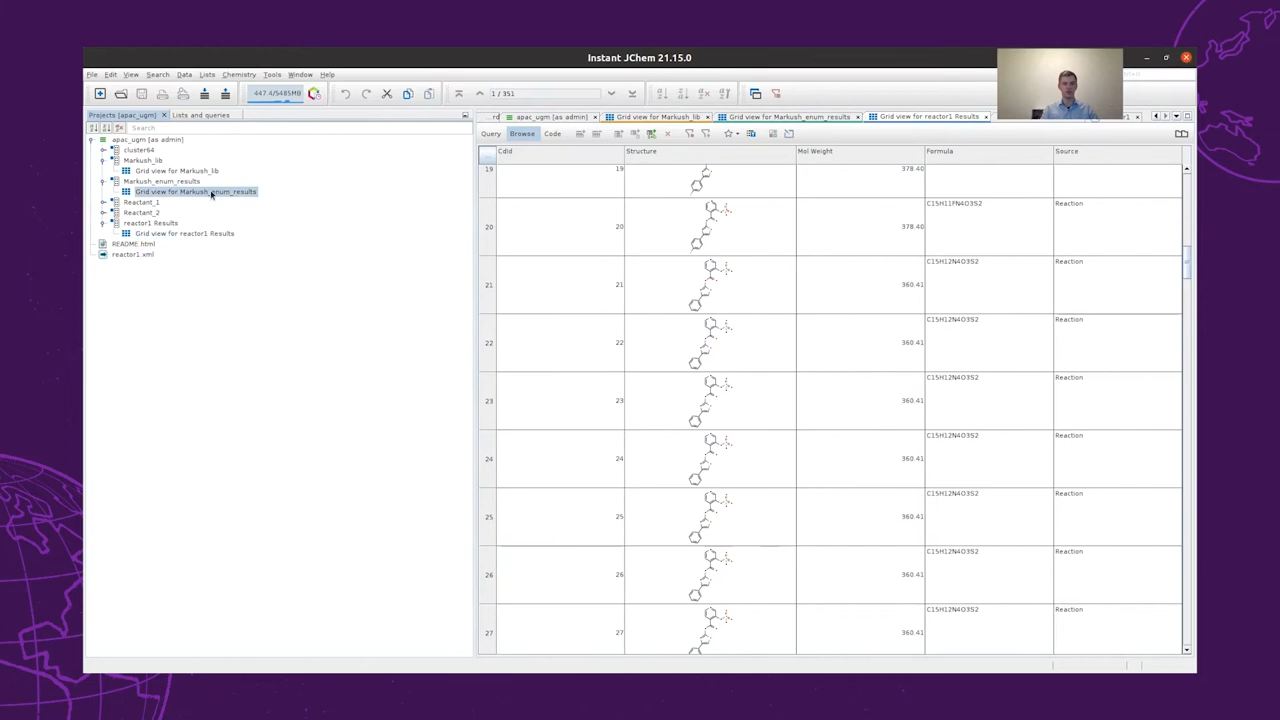 Instant JChem 21.15.0
File Edit View Search Data Lists Chemistry Tools Window Help
447.4/5485MB
1 / 351
Projects [apac_ugm] Lists and queries
Search
apac_ugm [as admin]
cluster64
Markush_lib
Grid view for Markush_lib
Markush_enum_results
Grid view for Markush_enum_results
Reactant_1
Reactant_2
reactor1 Results
Grid view for reactor1 Results
README.html
reactor1.xml
apac_ugm [as admin] Grid view for Markush_lib Grid view for Markush_enum_results Grid view for reactor1 Results
Query Browse Code
CdId Structure Mol Weight Formula Source
19 19 378.40
20 20 378.40 C15H11FN4O3S2 Reaction
21 21 360.41 C15H12N4O3S2 Reaction
22 22 360.41 C15H12N4O3S2 Reaction
23 23 360.41 C15H12N4O3S2 Reaction
24 24 360.41 C15H12N4O3S2 Reaction
25 25 360.41 C15H12N4O3S2 Reaction
26 26 360.41 C15H12N4O3S2 Reaction
27 27 360.41 C15H12N4O3S2 Reaction